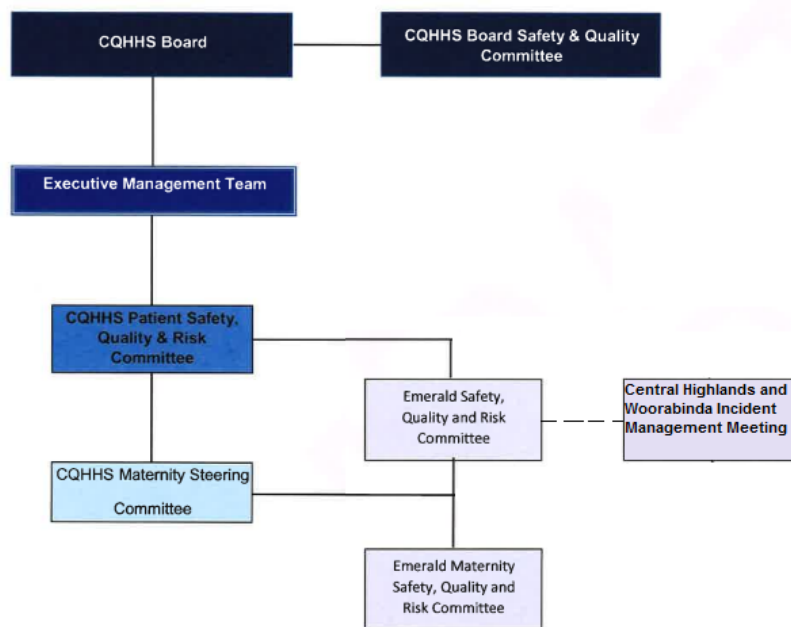 CQHHS Board
CQHHS Board Safety & Quality
Committee
Executive Management Team
CQHHS Patient Safety,
Quality & Risk
Committee
Emerald Safety,
Quality and Risk
Committee
Central Highlands and
Woorabinda Incident
Management Meeting
CQHHS Maternity Steering
Committee
Emerald Maternity
Safety, Quality and
Risk Committee